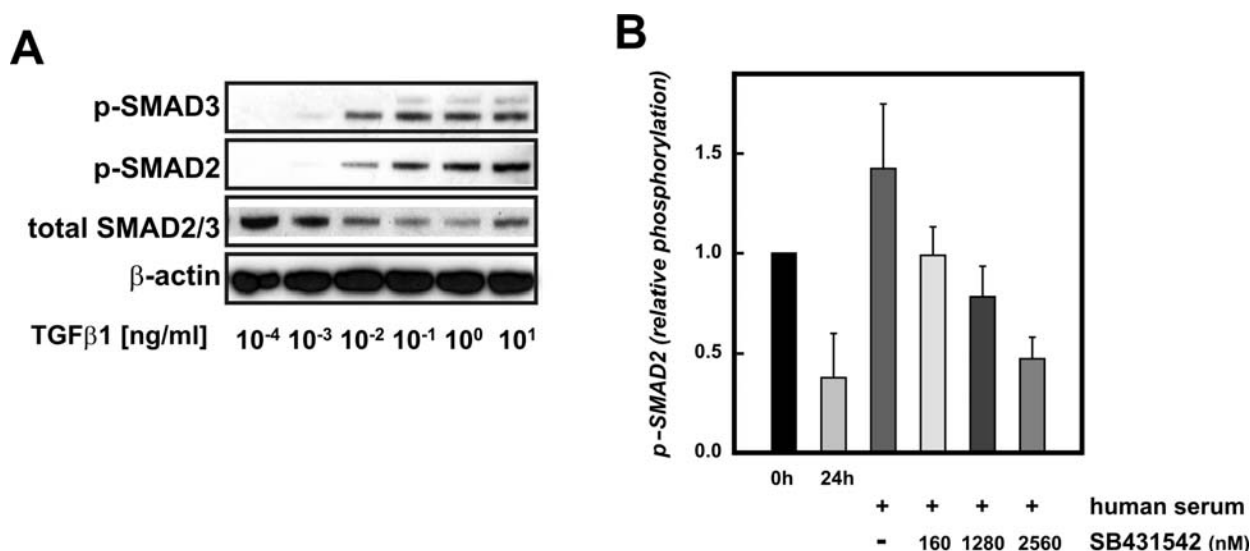 A
p-SMAD3
p-SMAD2
total SMAD2/3
β-actin
TGFβ1 [ng/ml] 10⁻⁴ 10⁻³ 10⁻² 10⁻¹ 10⁰ 10¹
B
p-SMAD2 (relative phosphorylation)
1.5
1.0
0.5
0.0
0h 24h
+ + + + human serum
- 160 1280 2560 SB431542 (nM)